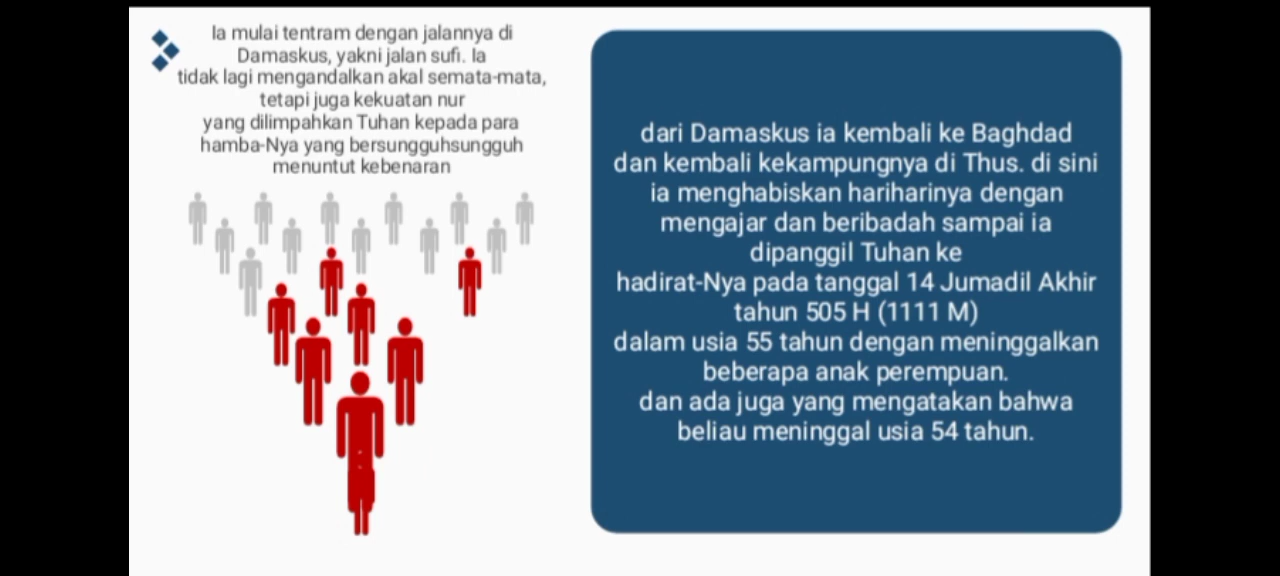 Ia mulai tentram dengan jalannya di
Damaskus, yakni jalan sufi. Ia
tidak lagi mengandalkan akal semata-mata,
tetapi juga kekuatan nur
yang dilimpahkan Tuhan kepada para
hamba-Nya yang bersungguhsungguh
menuntut kebenaran
dari Damaskus ia kembali ke Baghdad
dan kembali kekampungnya di Thus. di sini
ia menghabiskan hariharinya dengan
mengajar dan beribadah sampai ia
dipanggil Tuhan ke
hadirat-Nya pada tanggal 14 Jumadil Akhir
tahun 505 H (1111 M)
dalam usia 55 tahun dengan meninggalkan
beberapa anak perempuan.
dan ada juga yang mengatakan bahwa
beliau meninggal usia 54 tahun.